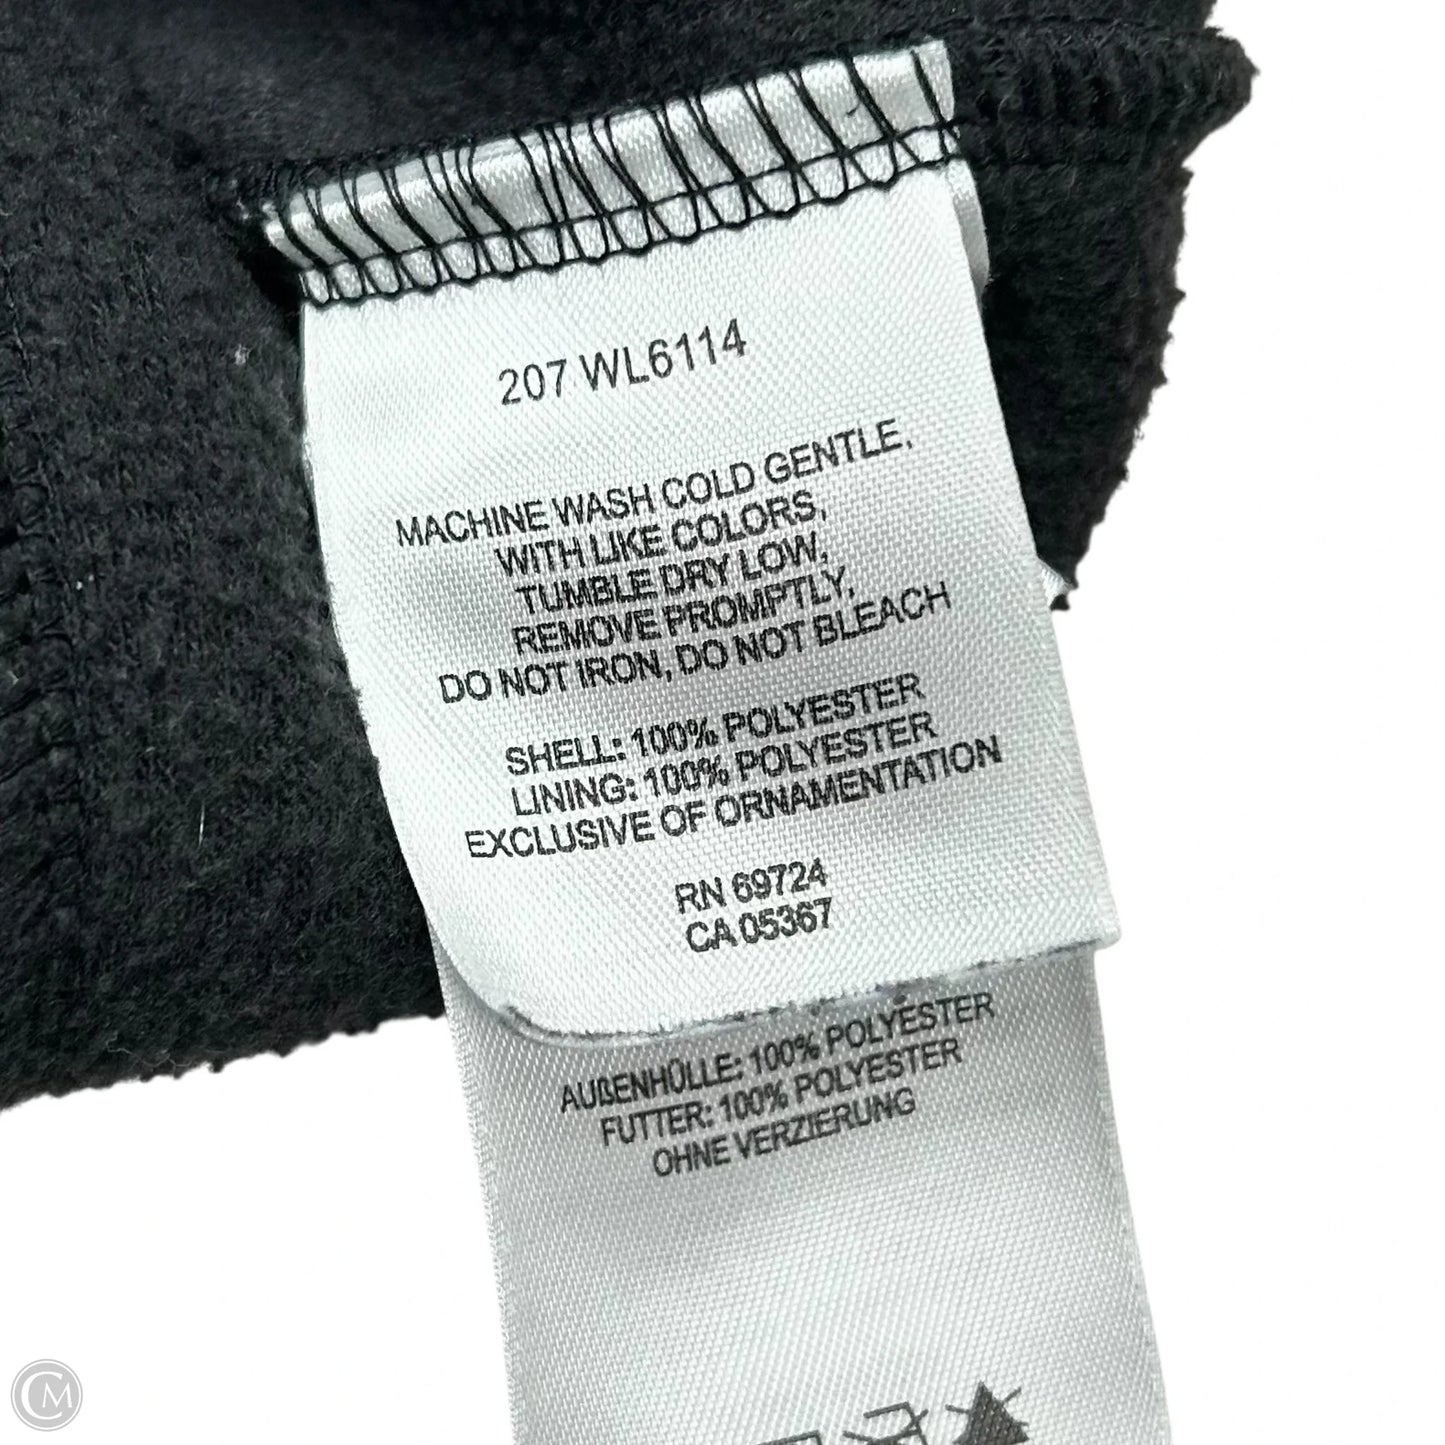 207 WL6114
MACHINE WASH COLD GENTLE,
WITH LIKE COLORS,
TUMBLE DRY LOW,
REMOVE PROMPTLY,
DO NOT IRON, DO NOT BLEACH
SHELL: 100% POLYESTER
LINING: 100% POLYESTER
EXCLUSIVE OF ORNAMENTATION
RN 69724
CA 05367
AUßENHÜLLE: 100% POLYESTER
FUTTER: 100% POLYESTER
OHNE VERZIERUNG
CM